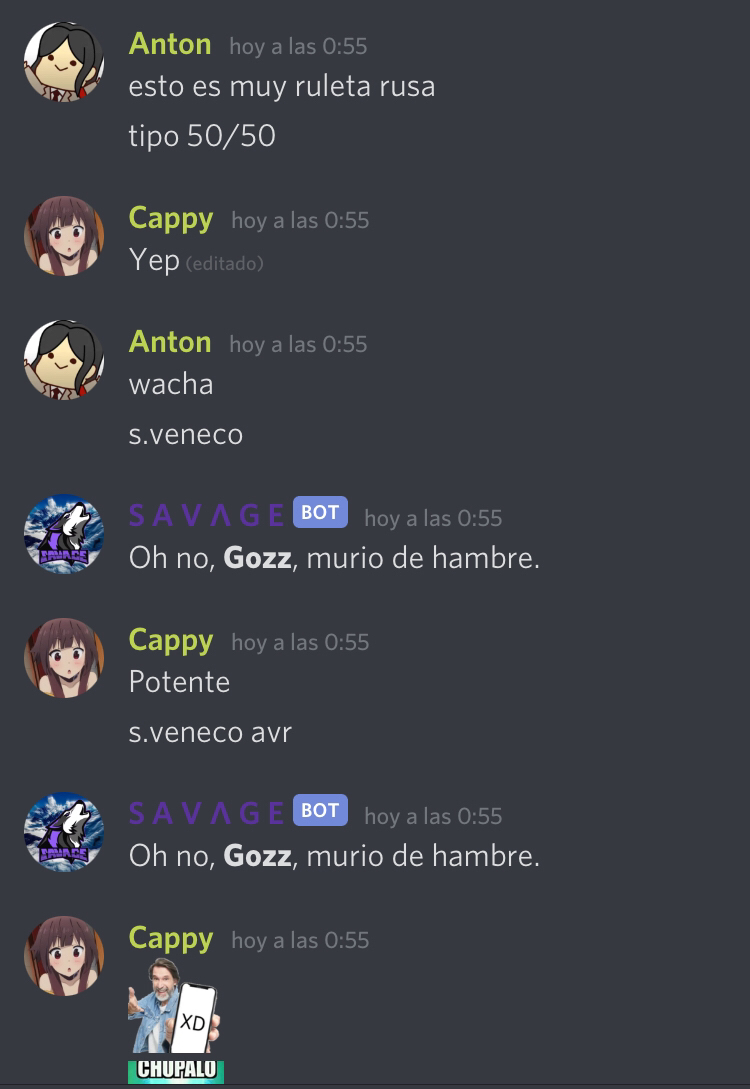 Anton hoy a las 0:55
esto es muy ruleta rusa
tipo 50/50
Cappy hoy a las 0:55
Yep (editado)
Anton hoy a las 0:55
wacha
s.veneco
S A V Λ G E BOT hoy a las 0:55
SAVAGE
Oh no, Gozz, murio de hambre.
Cappy hoy a las 0:55
Potente
s.veneco avr
S A V Λ G E BOT hoy a las 0:55
SAVAGE
Oh no, Gozz, murio de hambre.
Cappy hoy a las 0:55
XD
CHUPALO